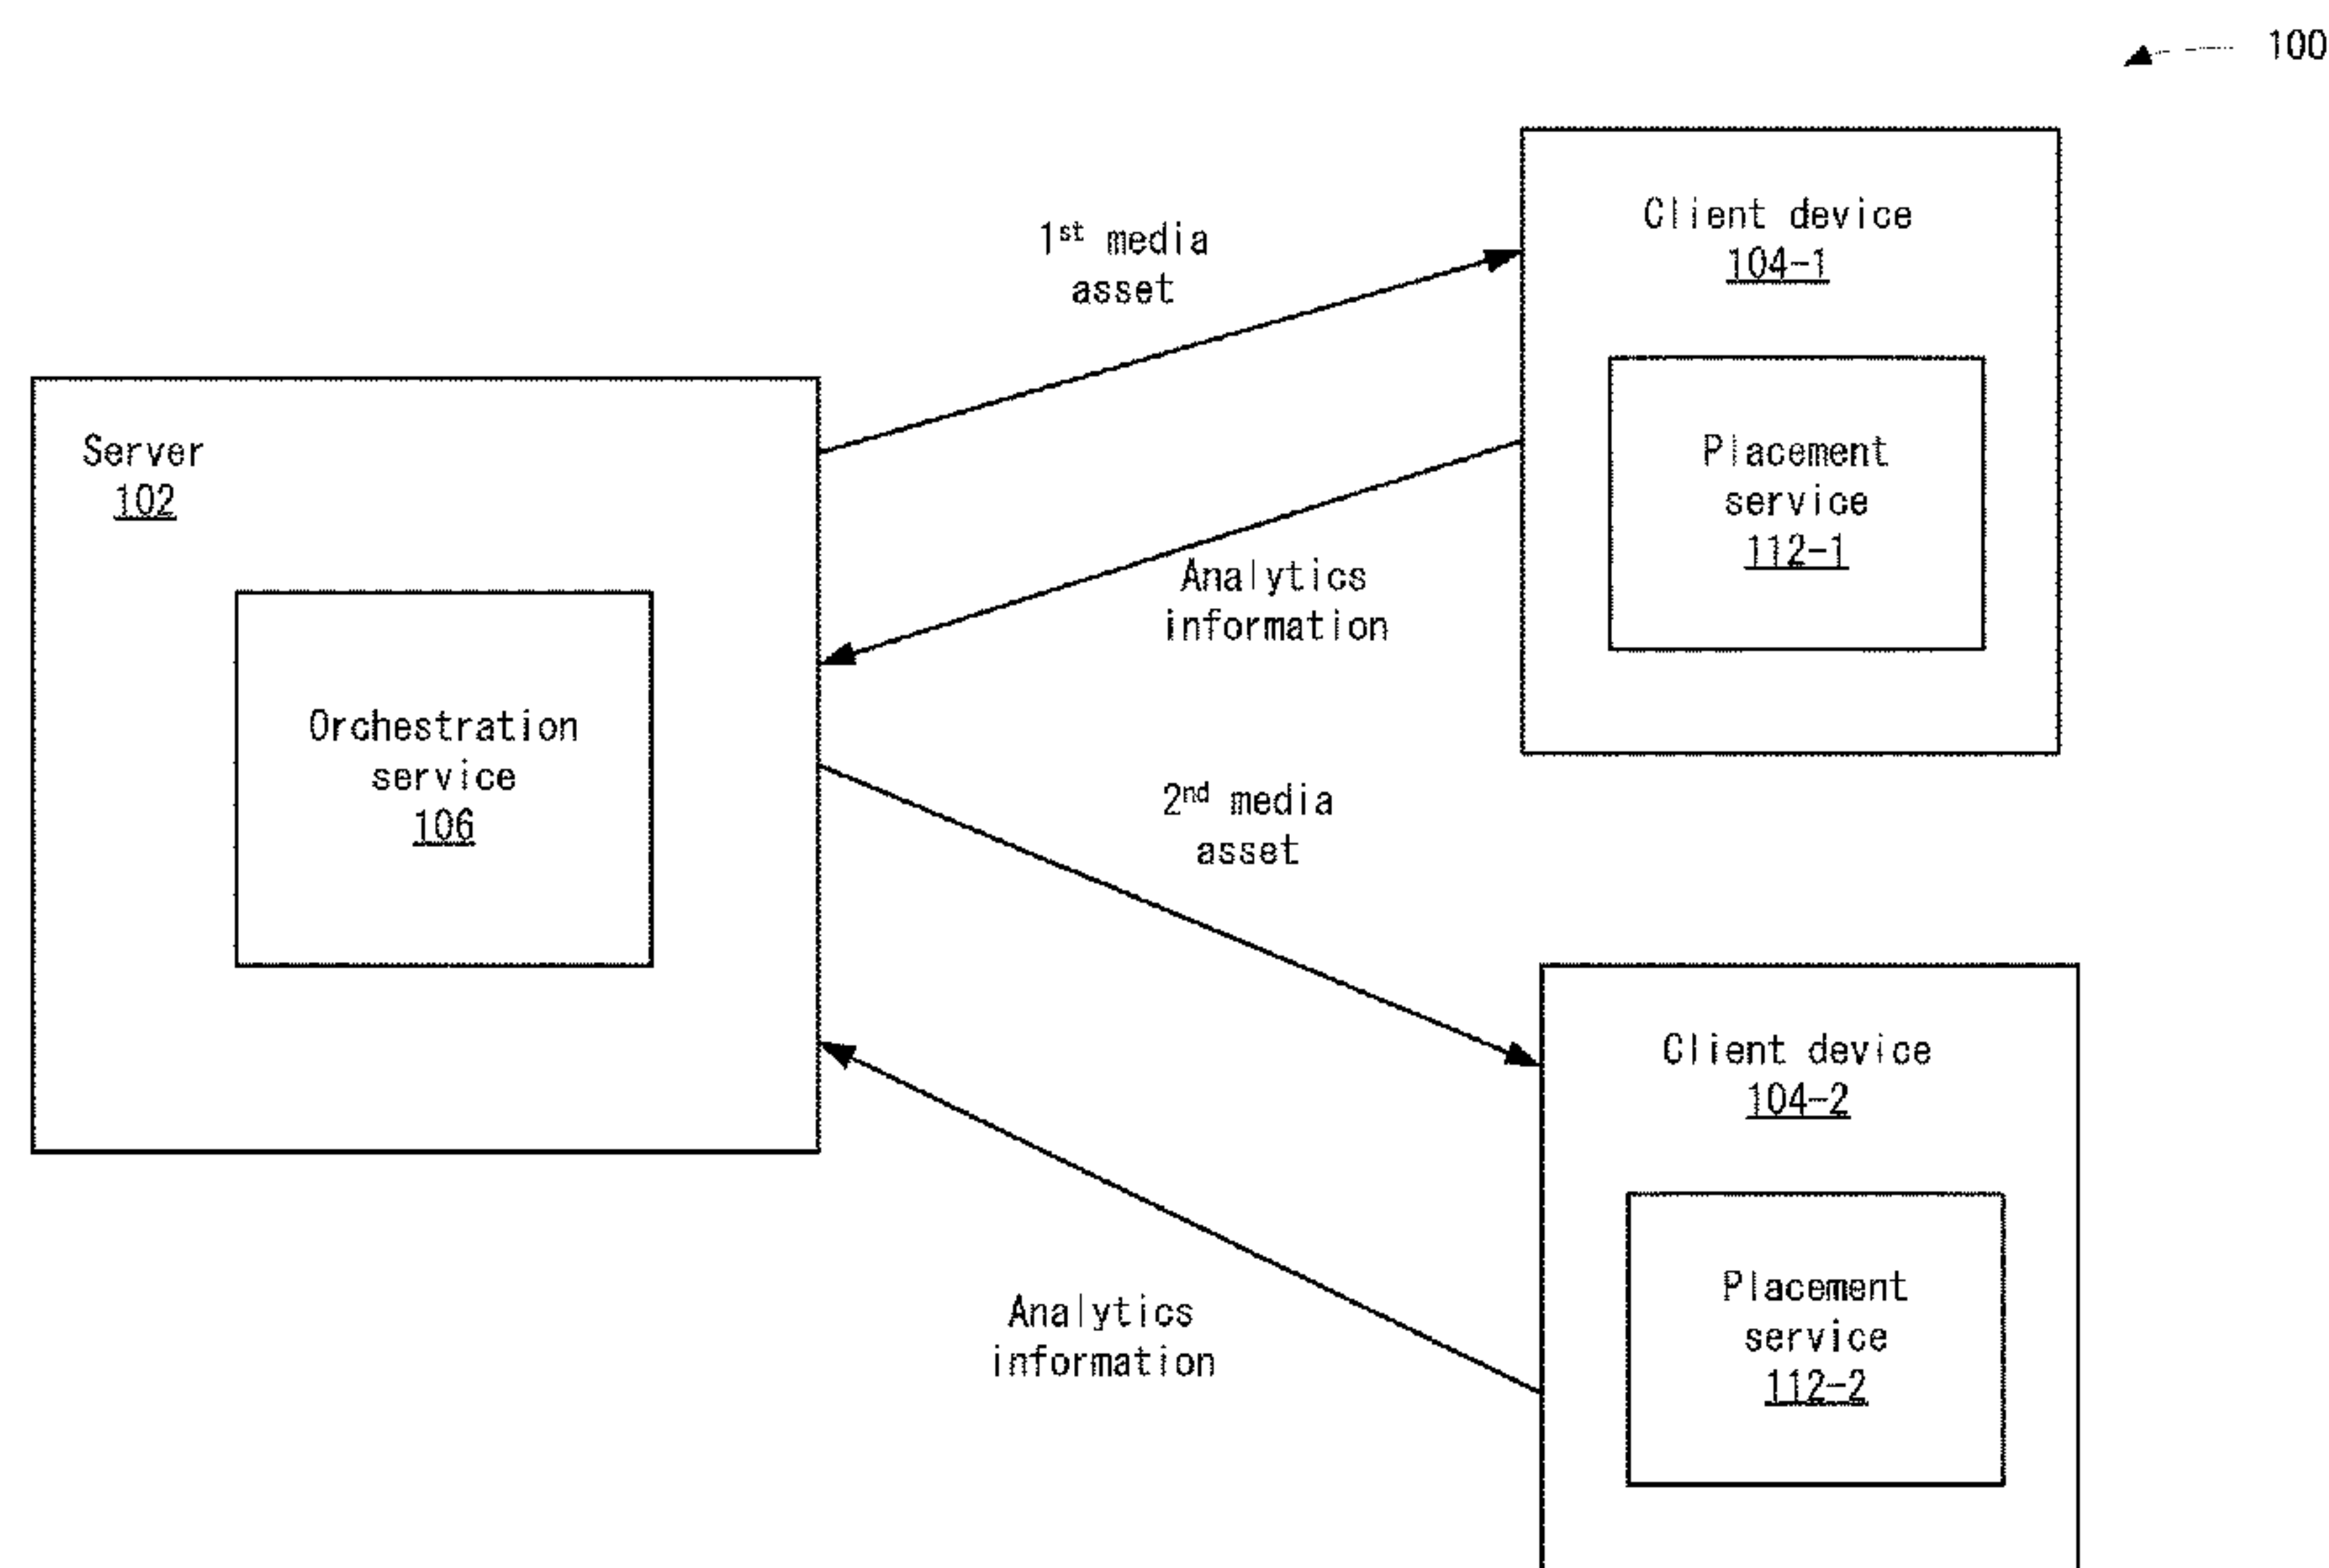 100
Client device
104-1
1st media
asset
Placement
service
112-1
Server
102
Analytics
information
Orchestration
service
106
2nd media
asset
Client device
104-2
Placement
service
112-2
Analytics
information